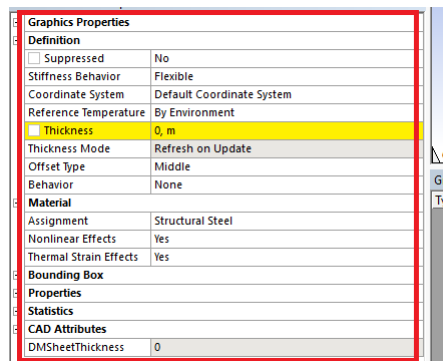 Graphics Properties
Definition
Suppressed No
Stiffness Behavior Flexible
Coordinate System Default Coordinate System
Reference Temperature By Environment
Thickness 0, m
Thickness Mode Refresh on Update
Offset Type Middle
Behavior None
Material
Assignment Structural Steel
Nonlinear Effects Yes
Thermal Strain Effects Yes
Bounding Box
Properties
Statistics
CAD Attributes
DMSheetThickness 0